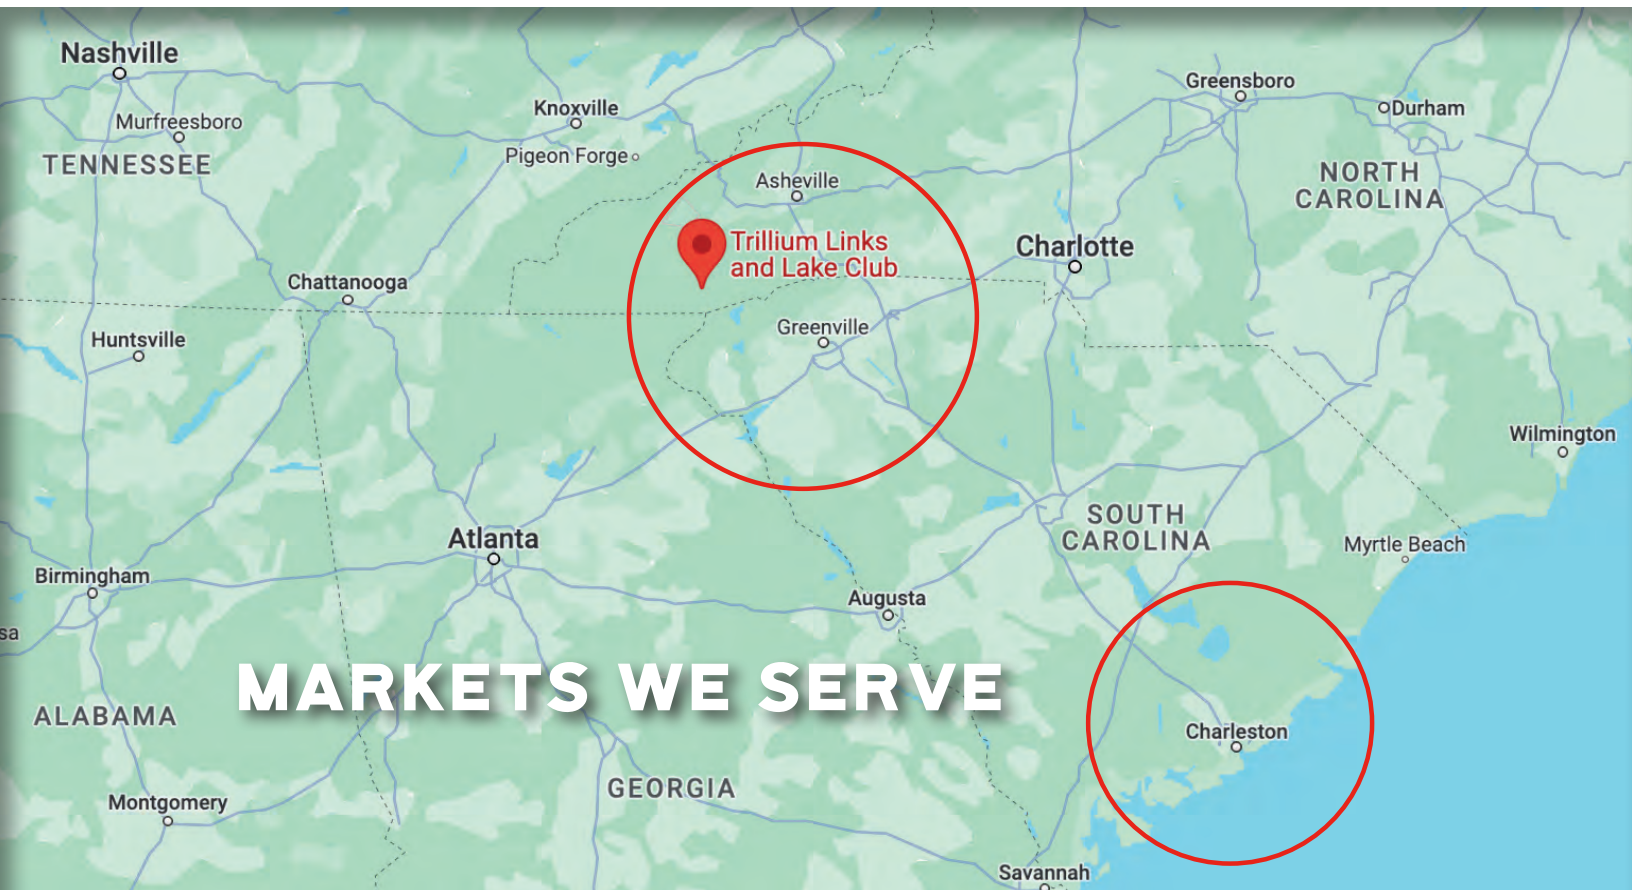 Nashville
Murfreesboro
TENNESSEE
Knoxville
Pigeon Forge
Greensboro
Durham
NORTH
CAROLINA
Asheville
Trillium Links
and Lake Club
Charlotte
Chattanooga
Huntsville
Greenville
Wilmington
SOUTH
CAROLINA
Myrtle Beach
Atlanta
Birmingham
Augusta
sa
MARKETS WE SERVE
ALABAMA
Charleston
GEORGIA
Montgomery
Savannah